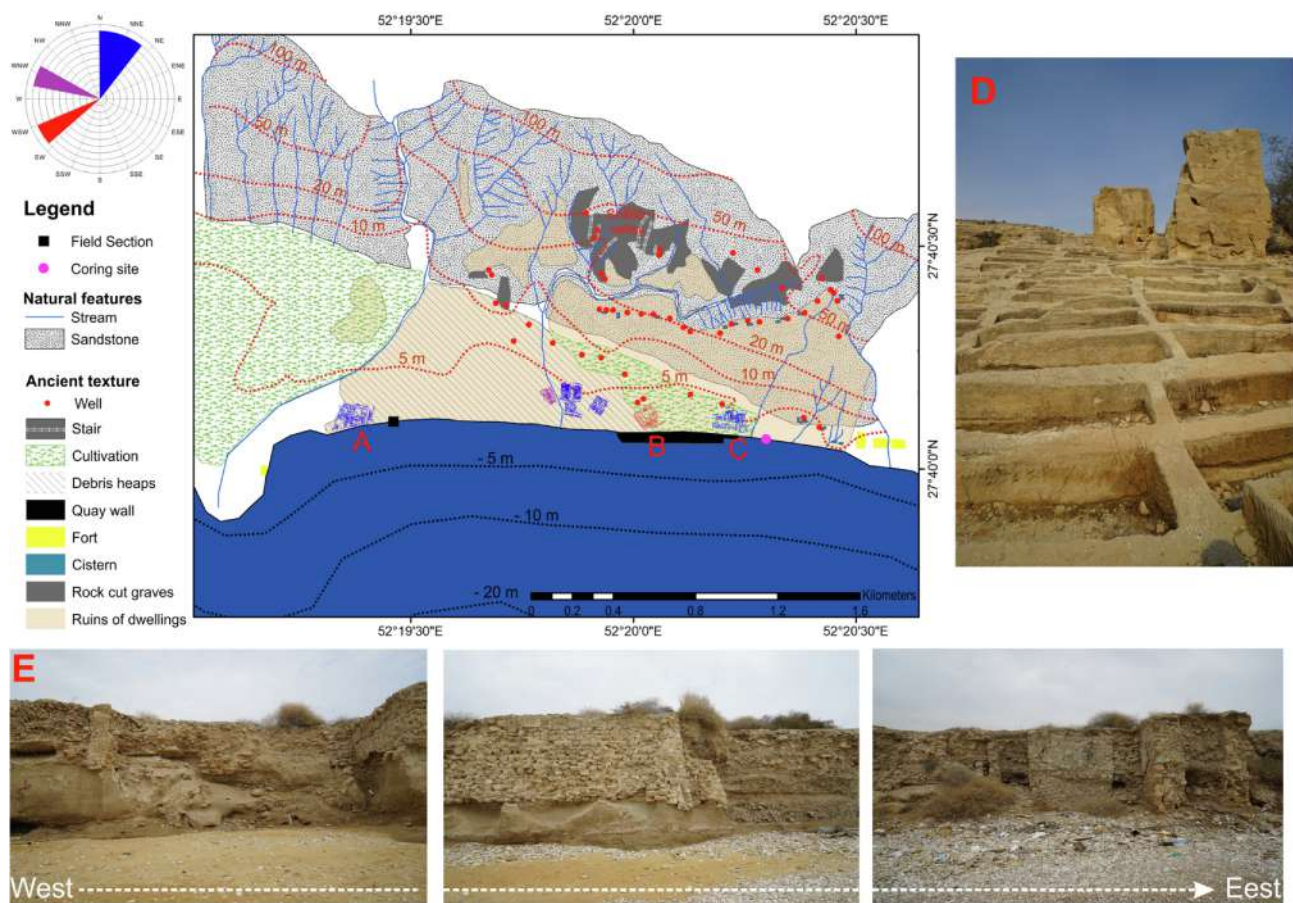 N
NNE
NE
ENE
E
ESE
SE
SSE
S
SSW
SW
WSW
W
WNW
NW
NNW
Legend
Field Section
Coring site
Natural features
Stream
Sandstone
Ancient texture
Well
Stair
Cultivation
Debris heaps
Quay wall
Fort
Cistern
Rock cut graves
Ruins of dwellings
52°19'30"E
52°20'0"E
52°20'30"E
100 m
50 m
20 m
10 m
100 m
50 m
100 m
50 m
20 m
10 m
5 m
5 m
A
B
C
- 5 m
- 10 m
- 20 m
Kilometers
0
0.2
0.4
0.8
1.2
1.6
27°40'30"N
27°40'0"N
52°19'30"E
52°20'0"E
52°20'30"E
D
E
West
Eest